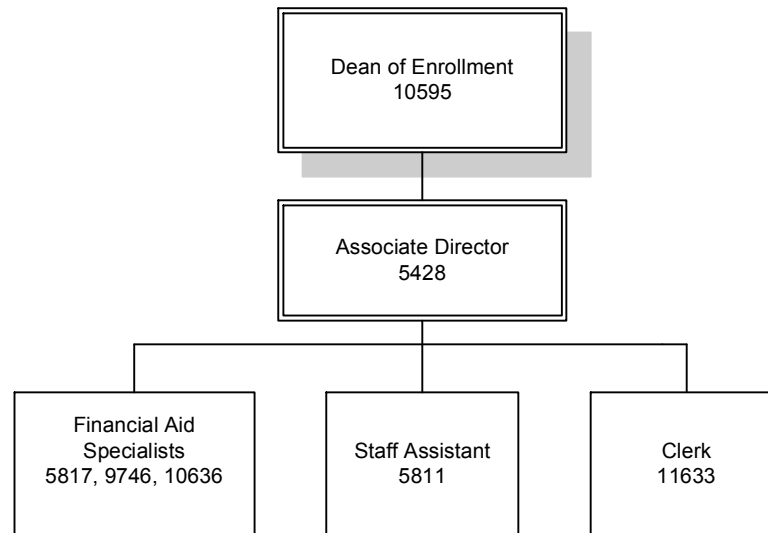 Dean of Enrollment
10595
Associate Director
5428
Financial Aid
Specialists
5817, 9746, 10636
Staff Assistant
5811
Clerk
11633